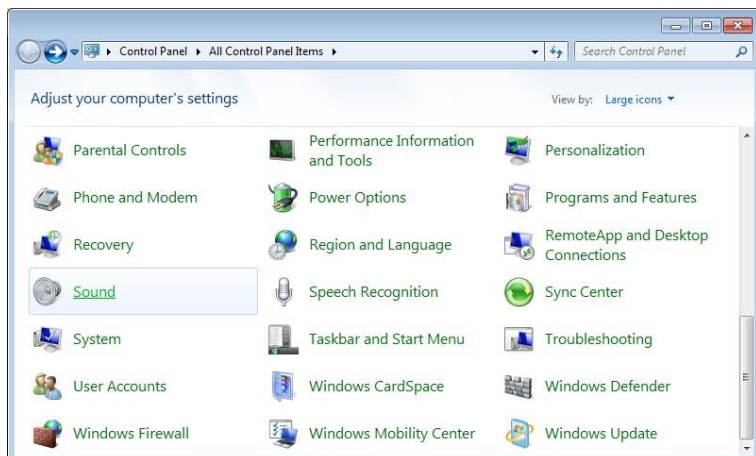 Control Panel All Control Panel Items Search Control Panel
Adjust your computer's settings View by: Large icons
Parental Controls
Performance Information
and Tools
Personalization
Phone and Modem
Power Options
Programs and Features
Recovery
Region and Language
RemoteApp and Desktop
Connections
Sound
Speech Recognition
Sync Center
System
Taskbar and Start Menu
Troubleshooting
User Accounts
Windows CardSpace
Windows Defender
Windows Firewall
Windows Mobility Center
Windows Update